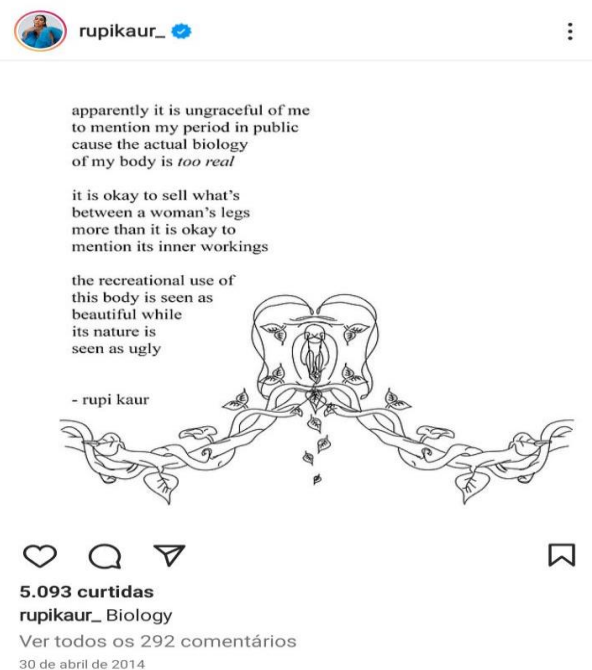 rupikaur_
apparently it is ungraceful of me
to mention my period in public
cause the actual biology
of my body is too real
it is okay to sell what's
between a woman's legs
more than it is okay to
mention its inner workings
the recreational use of
this body is seen as
beautiful while
its nature is
seen as ugly
- rupi kaur
5.093 curtidas
rupikaur_ Biology
Ver todos os 292 comentários
30 de abril de 2014